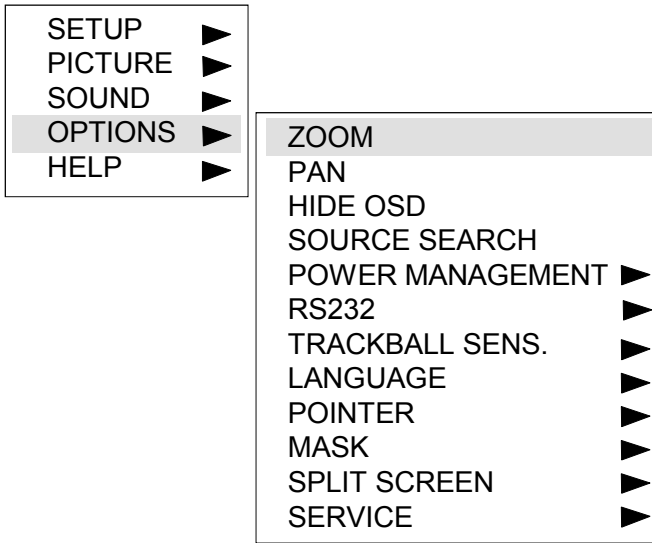 SETUP
PICTURE
SOUND
OPTIONS
HELP
ZOOM
PAN
HIDE OSD
SOURCE SEARCH
POWER MANAGEMENT
RS232
TRACKBALL SENS.
LANGUAGE
POINTER
MASK
SPLIT SCREEN
SERVICE